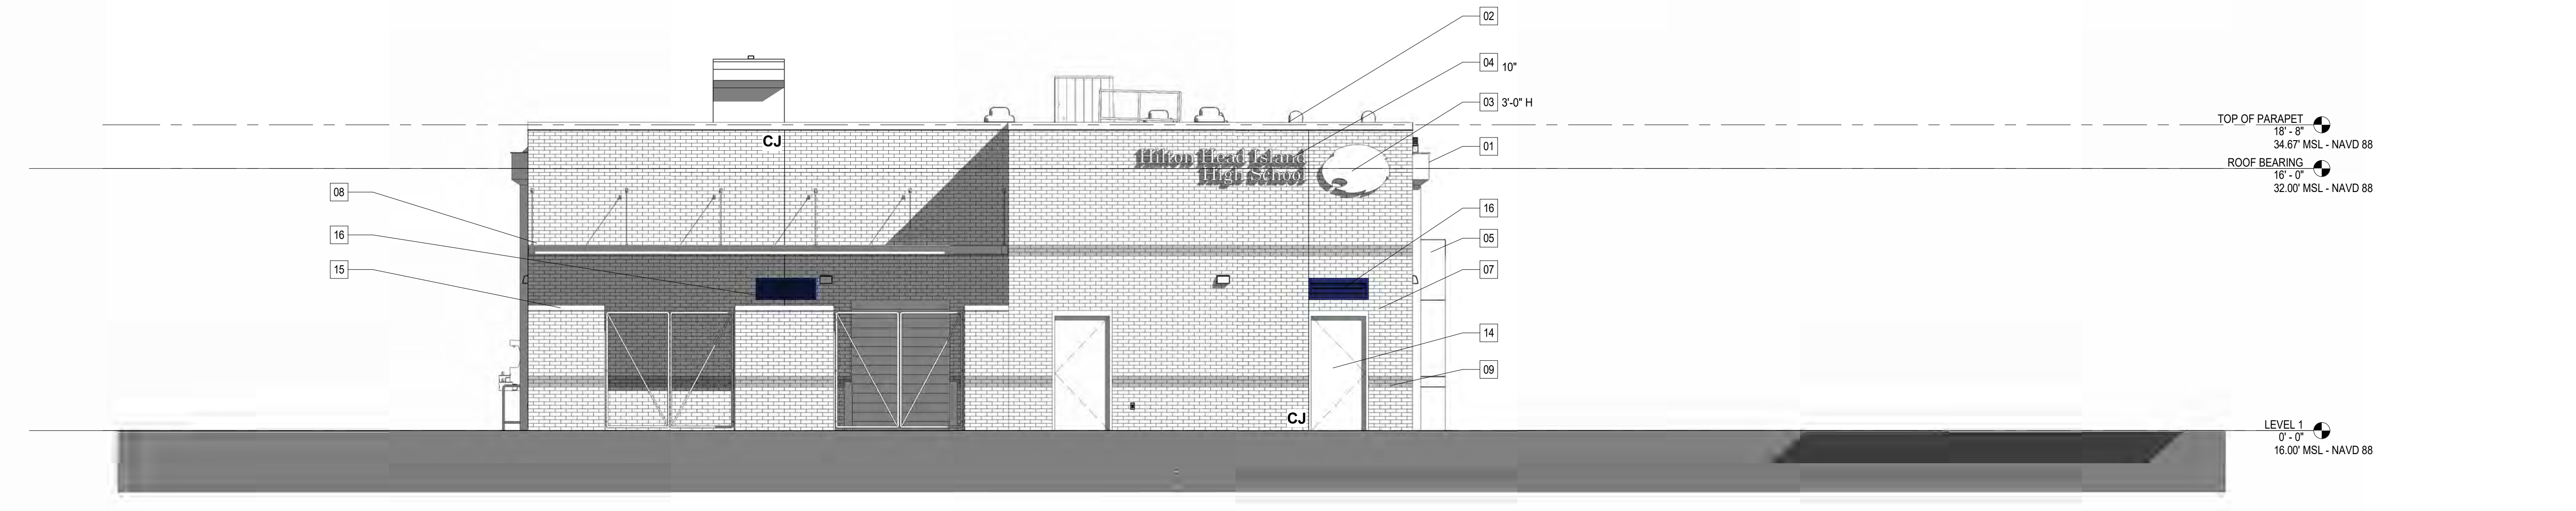 02
04 10"
03 3'-0" H
TOP OF PARAPET
18' - 8"
34.67' MSL - NAVD 88
CJ
01
Hilton Head Island
High School
ROOF BEARING
16' - 0"
32.00' MSL - NAVD 88
08
16
16
05
15
07
14
09
CJ
LEVEL 1
0' - 0"
16.00' MSL - NAVD 88